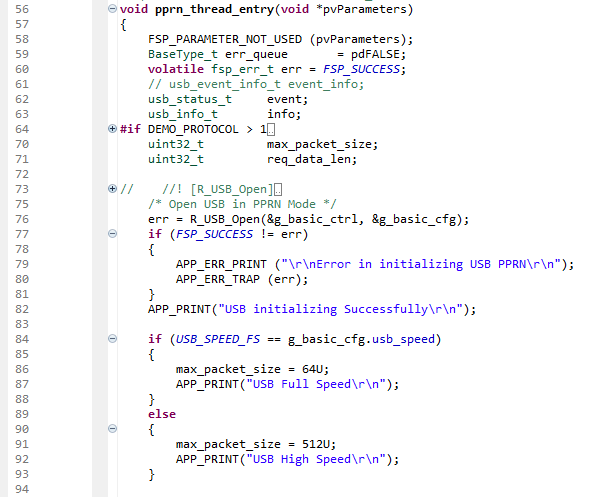 56 void pprn_thread_entry(void *pvParameters)
57 {
58 FSP_PARAMETER_NOT_USED (pvParameters);
59 BaseType_t err_queue = pdFALSE;
60 volatile fsp_err_t err = FSP_SUCCESS;
61 // usb_event_info_t event_info;
62 usb_status_t event;
63 usb_info_t info;
64 #if DEMO_PROTOCOL > 1
70 uint32_t max_packet_size;
71 uint32_t req_data_len;
72
73 // //! [R_USB_Open]
75 /* Open USB in PPRN Mode */
76 err = R_USB_Open(&g_basic_ctrl, &g_basic_cfg);
77 if (FSP_SUCCESS != err)
78 {
79 APP_ERR_PRINT ("\r\nError in initializing USB PPRN\r\n");
80 APP_ERR_TRAP (err);
81 }
82 APP_PRINT("USB initializing Successfully\r\n");
83
84 if (USB_SPEED_FS == g_basic_cfg.usb_speed)
85 {
86 max_packet_size = 64U;
87 APP_PRINT("USB Full Speed\r\n");
88 }
89 else
90 {
91 max_packet_size = 512U;
92 APP_PRINT("USB High Speed\r\n");
93 }
94